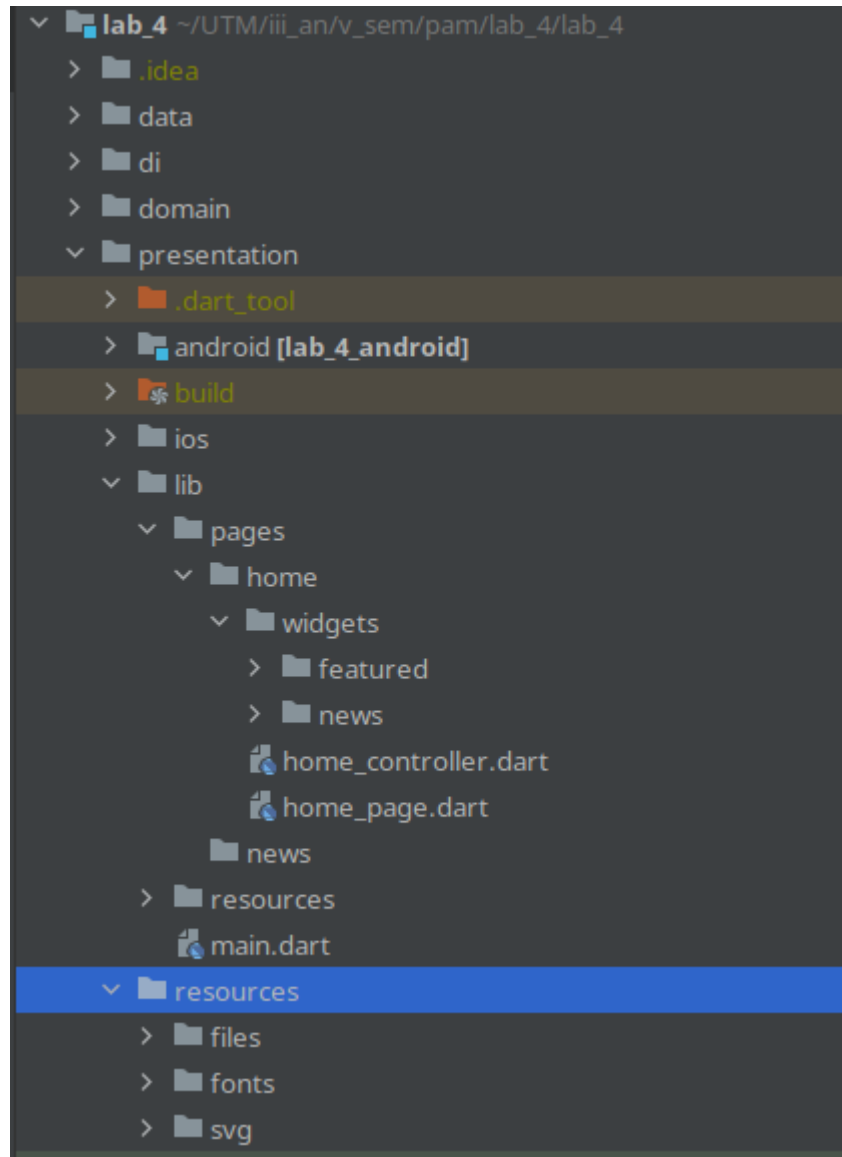 lab_4 ~/UTM/iii_an/v_sem/pam/lab_4/lab_4
.idea
data
di
domain
presentation
.dart_tool
android [lab_4_android]
build
ios
lib
pages
home
widgets
featured
news
home_controller.dart
home_page.dart
news
resources
main.dart
resources
files
fonts
svg